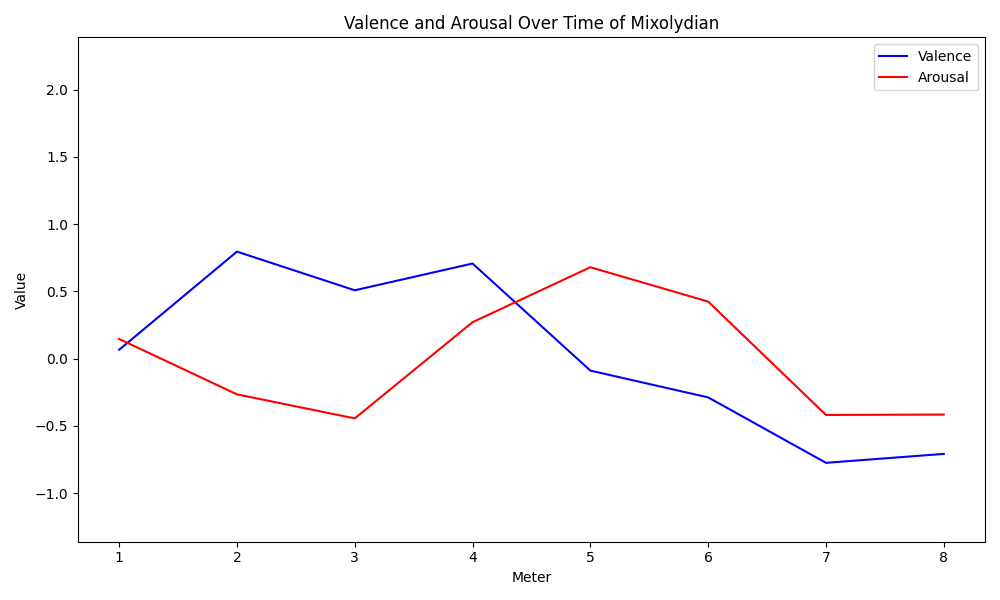 Valence and Arousal Over Time of Mixolydian
Valence
Arousal
2.0
1.5
1.0
0.5
0.0
−0.5
−1.0
Value
1 2 3 4 5 6 7 8
Meter